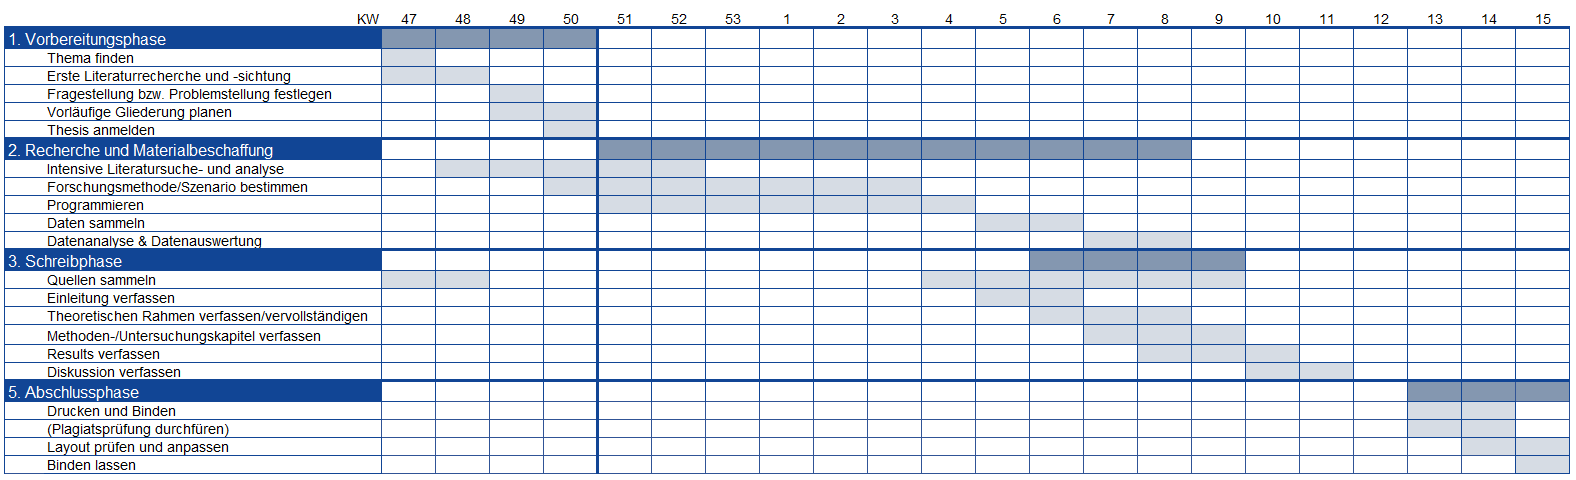 KW 47 48 49 50 51 52 53 1 2 3 4 5 6 7 8 9 10 11 12 13 14 15
1. Vorbereitungsphase
Thema finden
Erste Literaturrecherche und -sichtung
Fragestellung bzw. Problemstellung festlegen
Vorläufige Gliederung planen
Thesis anmelden
2. Recherche und Materialbeschaffung
Intensive Literatursuche- und analyse
Forschungsmethode/Szenario bestimmen
Programmieren
Daten sammeln
Datenanalyse & Datenauswertung
3. Schreibphase
Quellen sammeln
Einleitung verfassen
Theoretischen Rahmen verfassen/vervollständigen
Methoden-/Untersuchungskapitel verfassen
Results verfassen
Diskussion verfassen
5. Abschlussphase
Drucken und Binden
(Plagiatsprüfung durchfüren)
Layout prüfen und anpassen
Binden lassen